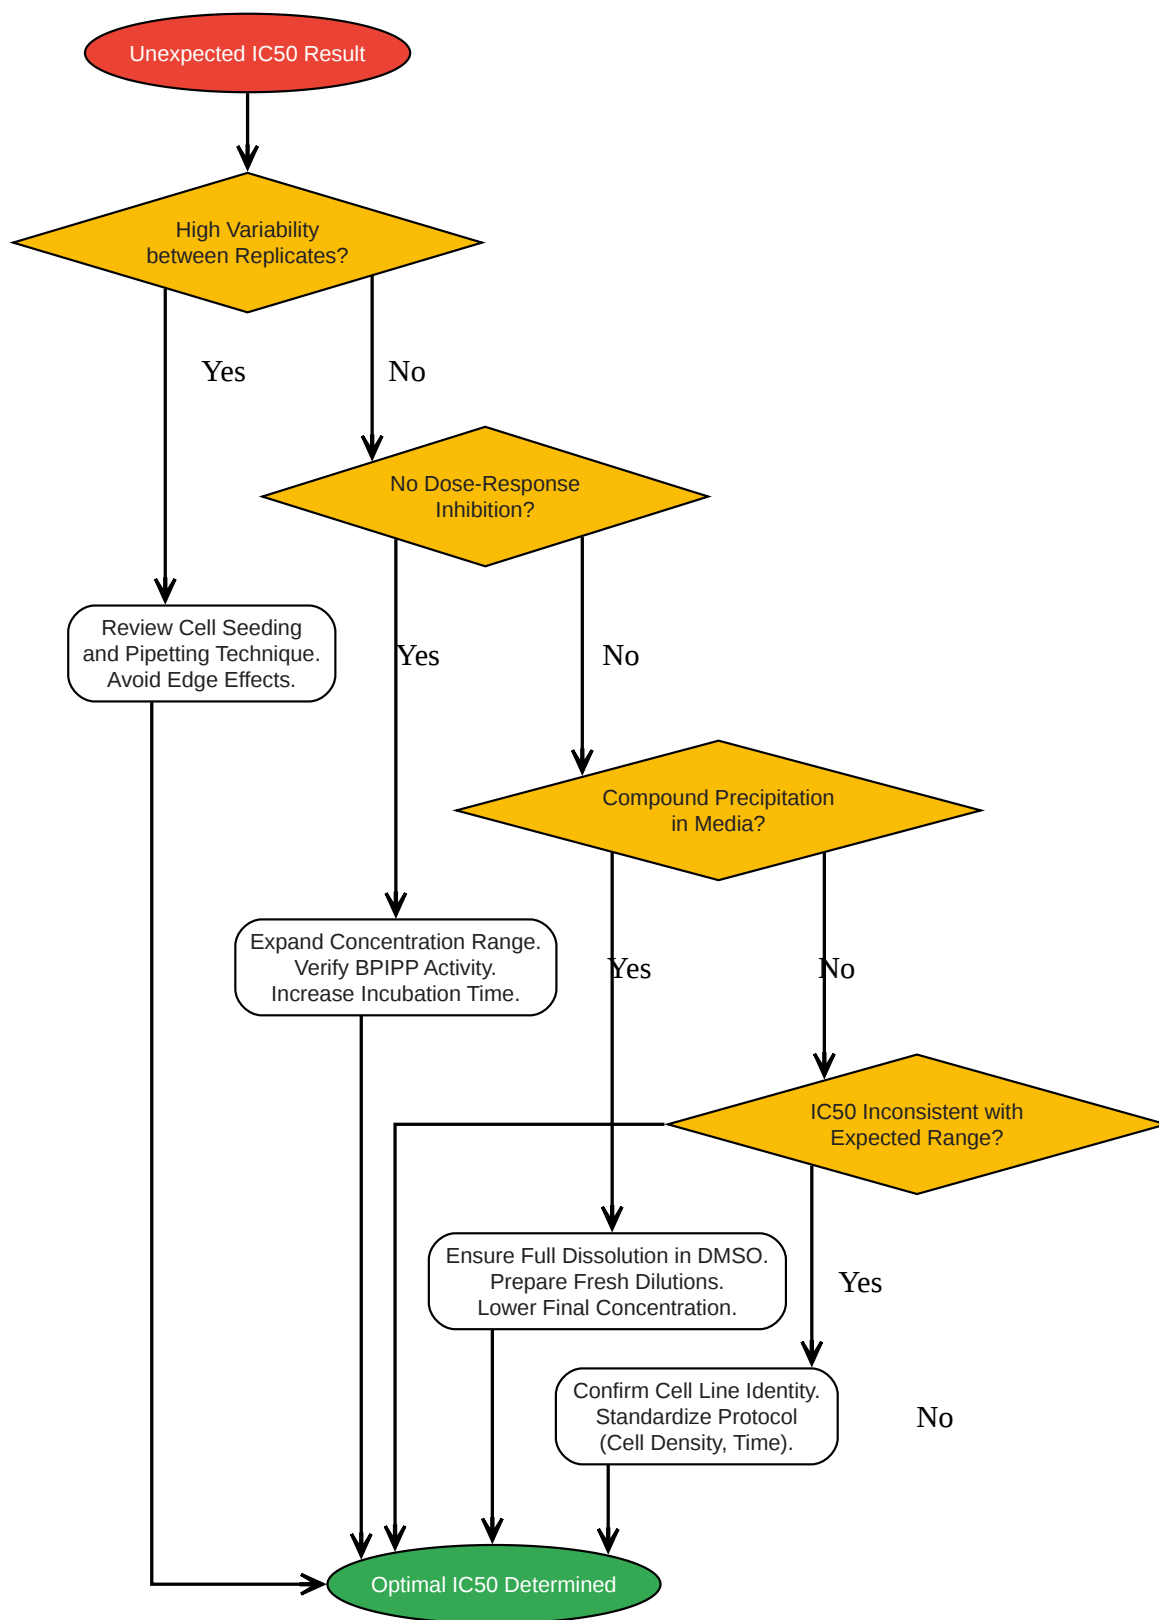 Unexpected IC50 Result
High Variability
between Replicates?
Yes
No
No Dose-Response
Inhibition?
Review Cell Seeding
and Pipetting Technique.
Avoid Edge Effects.
Yes
No
Compound Precipitation
in Media?
Expand Concentration Range.
Verify BPIPP Activity.
Increase Incubation Time.
Yes
No
IC50 Inconsistent with
Expected Range?
Ensure Full Dissolution in DMSO.
Prepare Fresh Dilutions.
Lower Final Concentration.
Yes
Confirm Cell Line Identity.
Standardize Protocol
(Cell Density, Time).
No
Optimal IC50 Determined